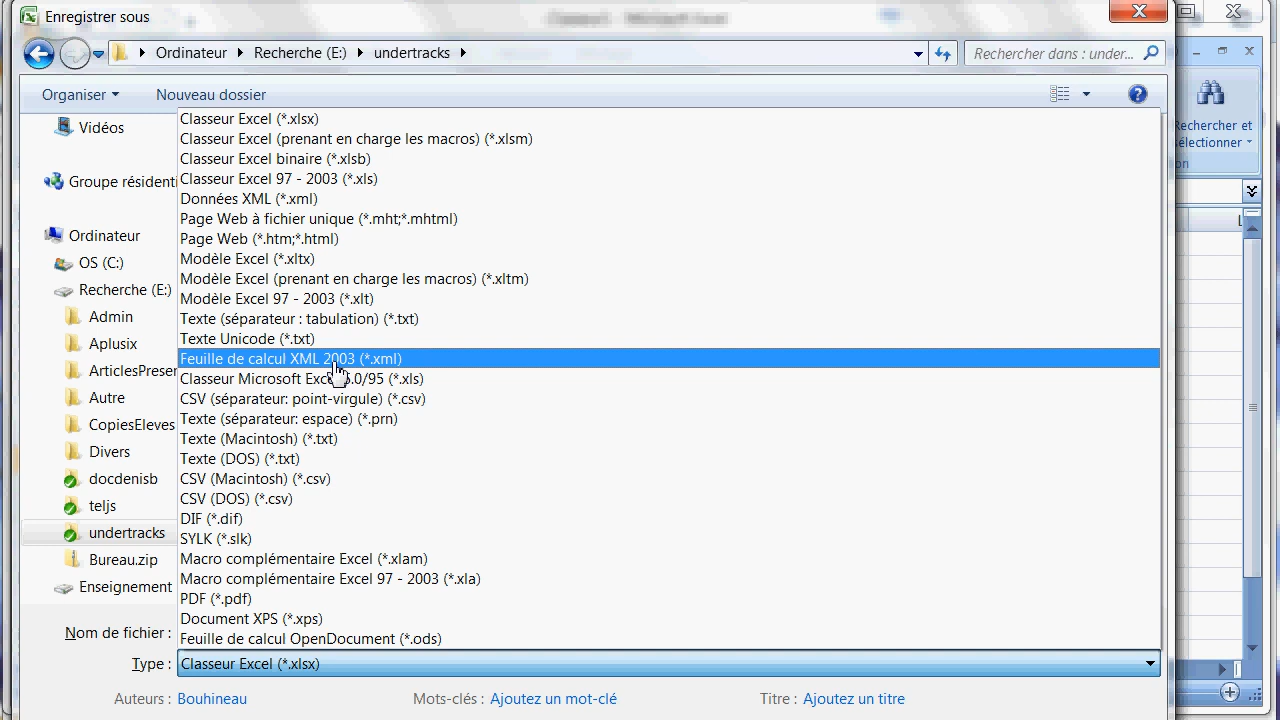 Enregistrer sous
Ordinateur
Recherche (E:)
undertracks
Rechercher dans : under...
Organiser
Nouveau dossier
Vidéos
Groupe résidenti
Ordinateur
OS (C:)
Recherche (E:)
Admin
Aplusix
ArticlesPreser
Autre
CopiesEleves
Divers
docdenisb
teljs
undertracks
Bureau.zip
Enseignement
Classeur Excel (*.xlsx)
Classeur Excel (prenant en charge les macros) (*.xlsm)
Classeur Excel binaire (*.xlsb)
Classeur Excel 97 - 2003 (*.xls)
Données XML (*.xml)
Page Web à fichier unique (*.mht;*.mhtml)
Page Web (*.htm;*.html)
Modèle Excel (*.xltx)
Modèle Excel (prenant en charge les macros) (*.xltm)
Modèle Excel 97 - 2003 (*.xlt)
Texte (séparateur : tabulation) (*.txt)
Texte Unicode (*.txt)
Feuille de calcul XML 2003 (*.xml)
Classeur Microsoft Excel 5.0/95 (*.xls)
CSV (séparateur: point-virgule) (*.csv)
Texte (séparateur: espace) (*.prn)
Texte (Macintosh) (*.txt)
Texte (DOS) (*.txt)
CSV (Macintosh) (*.csv)
CSV (DOS) (*.csv)
DIF (*.dif)
SYLK (*.slk)
Macro complémentaire Excel (*.xlam)
Macro complémentaire Excel 97 - 2003 (*.xla)
PDF (*.pdf)
Document XPS (*.xps)
Feuille de calcul OpenDocument (*.ods)
Nom de fichier :
Type : Classeur Excel (*.xlsx)
Auteurs : Bouhineau
Mots-clés : Ajoutez un mot-clé
Titre : Ajoutez un titre
Rechercher et
sélectionner